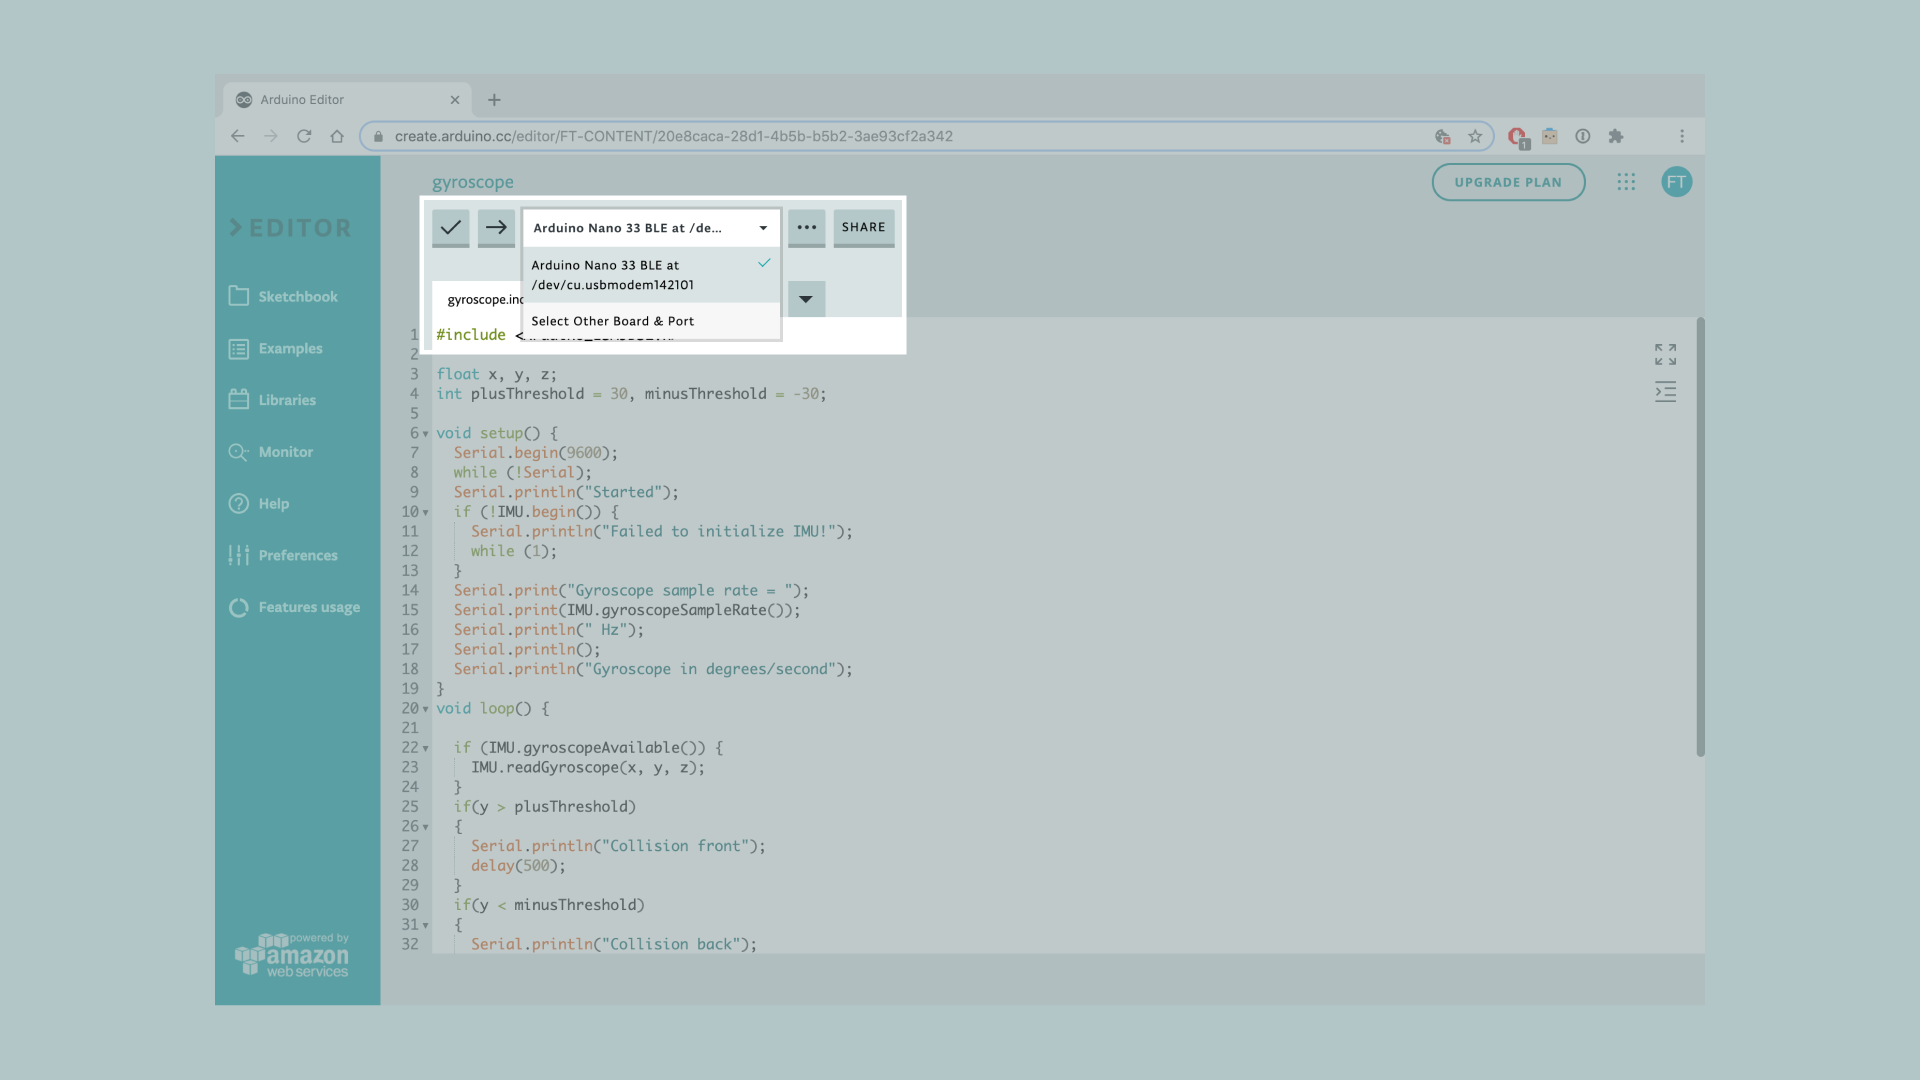 Arduino Editor
create.arduino.cc/editor/FT-CONTENT/20e8caca-28d1-4b5b-b5b2-3ae93cf2a342
1
gyroscope
UPGRADE PLAN
FT
EDITOR
Arduino Nano 33 BLE at /de...
SHARE
Arduino Nano 33 BLE at
/dev/cu.usbmodem142101
Select Other Board & Port
gyroscope.ino
Sketchbook
Examples
Libraries
Monitor
Help
Preferences
Features usage
powered by
amazon
web services
1 #include <
2
3 float x, y, z;
4 int plusThreshold = 30, minusThreshold = -30;
5
6 void setup() {
7 Serial.begin(9600);
8 while (!Serial);
9 Serial.println("Started");
10 if (!IMU.begin()) {
11 Serial.println("Failed to initialize IMU!");
12 while (1);
13 }
14 Serial.print("Gyroscope sample rate = ");
15 Serial.print(IMU.gyroscopeSampleRate());
16 Serial.println(" Hz");
17 Serial.println();
18 Serial.println("Gyroscope in degrees/second");
19 }
20 void loop() {
21
22 if (IMU.gyroscopeAvailable()) {
23 IMU.readGyroscope(x, y, z);
24 }
25 if(y > plusThreshold)
26 {
27 Serial.println("Collision front");
28 delay(500);
29 }
30 if(y < minusThreshold)
31 {
32 Serial.println("Collision back");